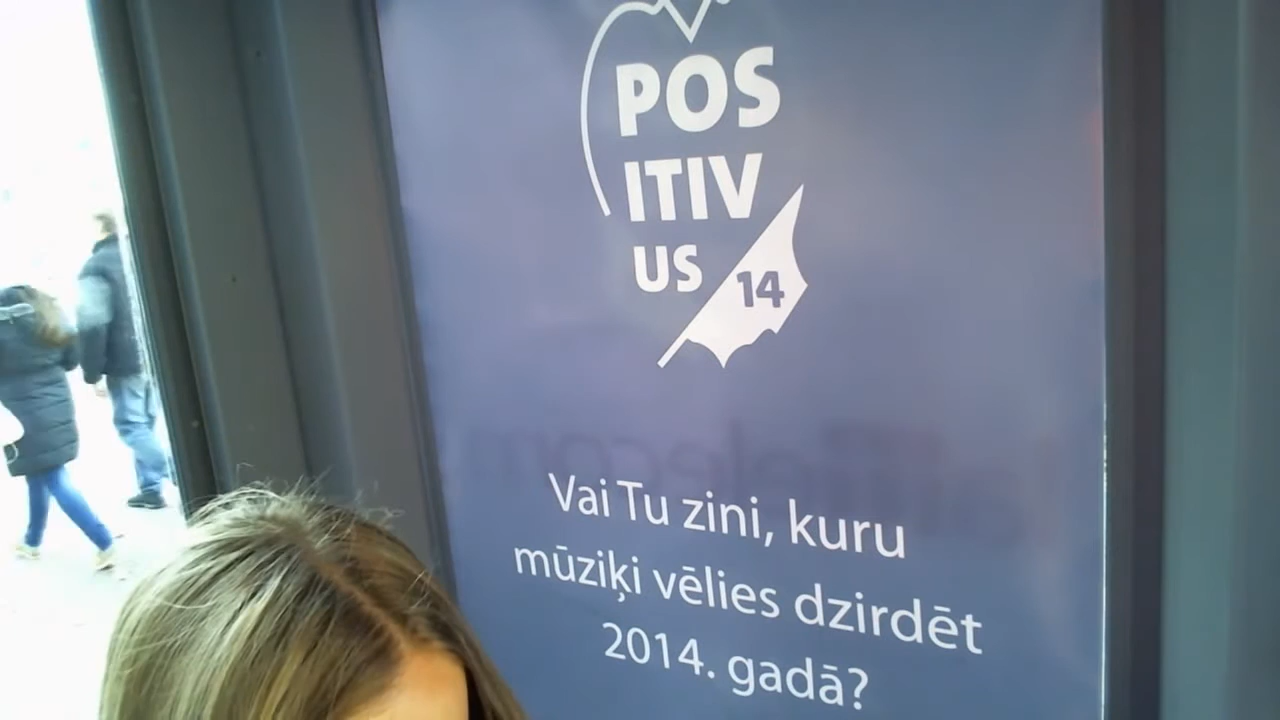 POS
ITIV
US
14
Vai Tu zini, kuru
mūziķi vēlies dzirdēt
2014. gadā?